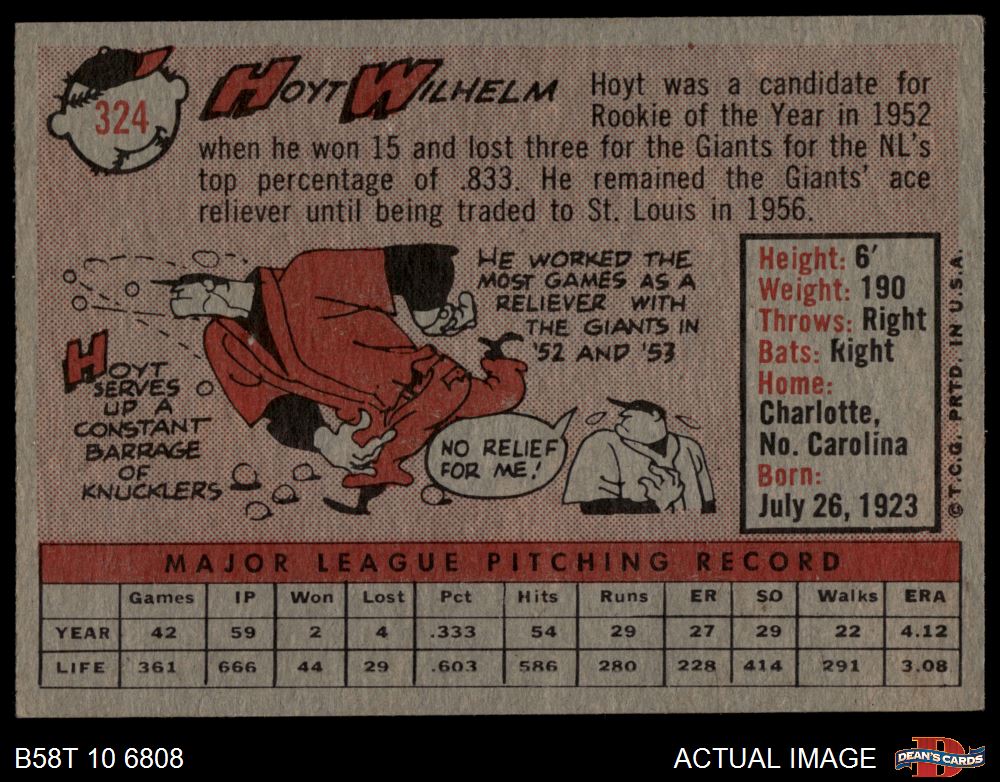 324
HOYT WILHELM
Hoyt was a candidate for
Rookie of the Year in 1952
when he won 15 and lost three for the Giants for the NL's
top percentage of .833. He remained the Giants' ace
reliever until being traded to St. Louis in 1956.
HE WORKED THE
MOST GAMES AS A
RELIEVER WITH
THE GIANTS IN
'52 AND '53
HOYT
SERVES
UP A
CONSTANT
BARRAGE
OF
KNUCKLERS
NO RELIEF
FOR ME!
Height: 6'
Weight: 190
Throws: Right
Bats: Right
Home:
Charlotte,
No. Carolina
Born:
July 26, 1923
© T.C.G. PRTD. IN U.S.A.
MAJOR LEAGUE PITCHING RECORD
Games IP Won Lost Pct Hits Runs ER SO Walks ERA
YEAR 42 59 2 4 .333 54 29 27 29 22 4.12
LIFE 361 666 44 29 .603 586 280 228 414 291 3.08
B58T 10 6808
ACTUAL IMAGE
D
DEAN'S CARDS